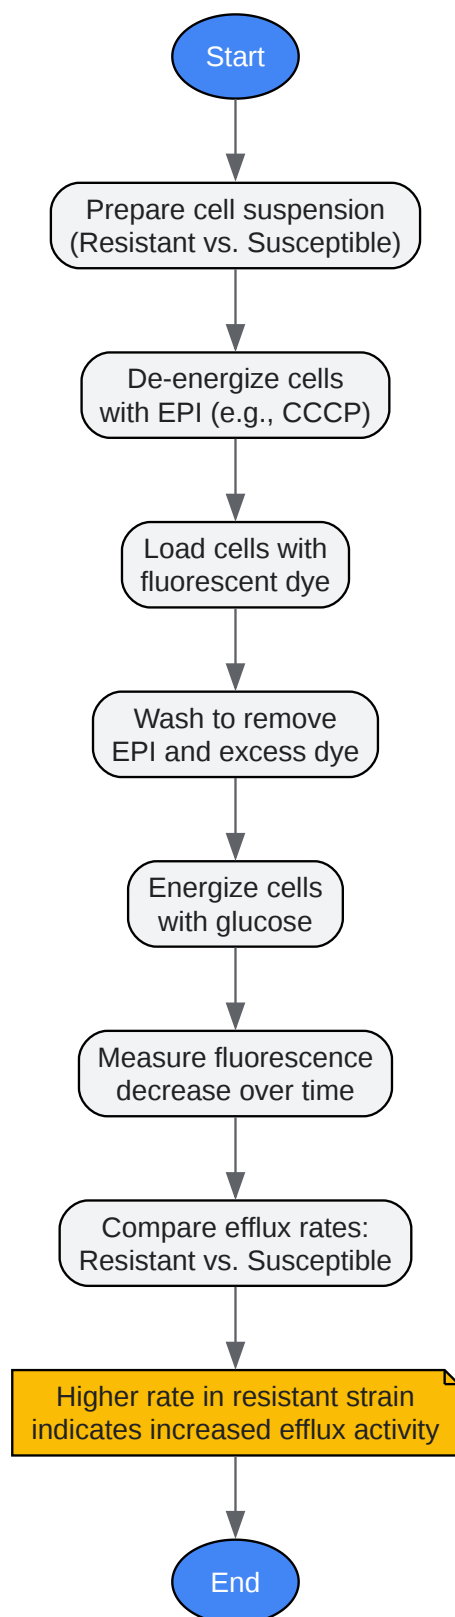 Start
Prepare cell suspension
(Resistant vs. Susceptible)
De-energize cells
with EPI (e.g., CCCP)
Load cells with
fluorescent dye
Wash to remove
EPI and excess dye
Energize cells
with glucose
Measure fluorescence
decrease over time
Compare efflux rates:
Resistant vs. Susceptible
Higher rate in resistant strain
indicates increased efflux activity
End